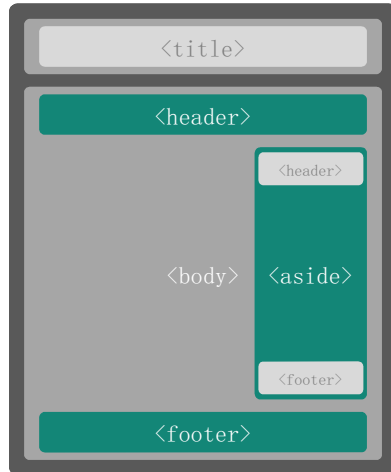 <title>
<header>
<header>
<body>
<aside>
<footer>
<footer>